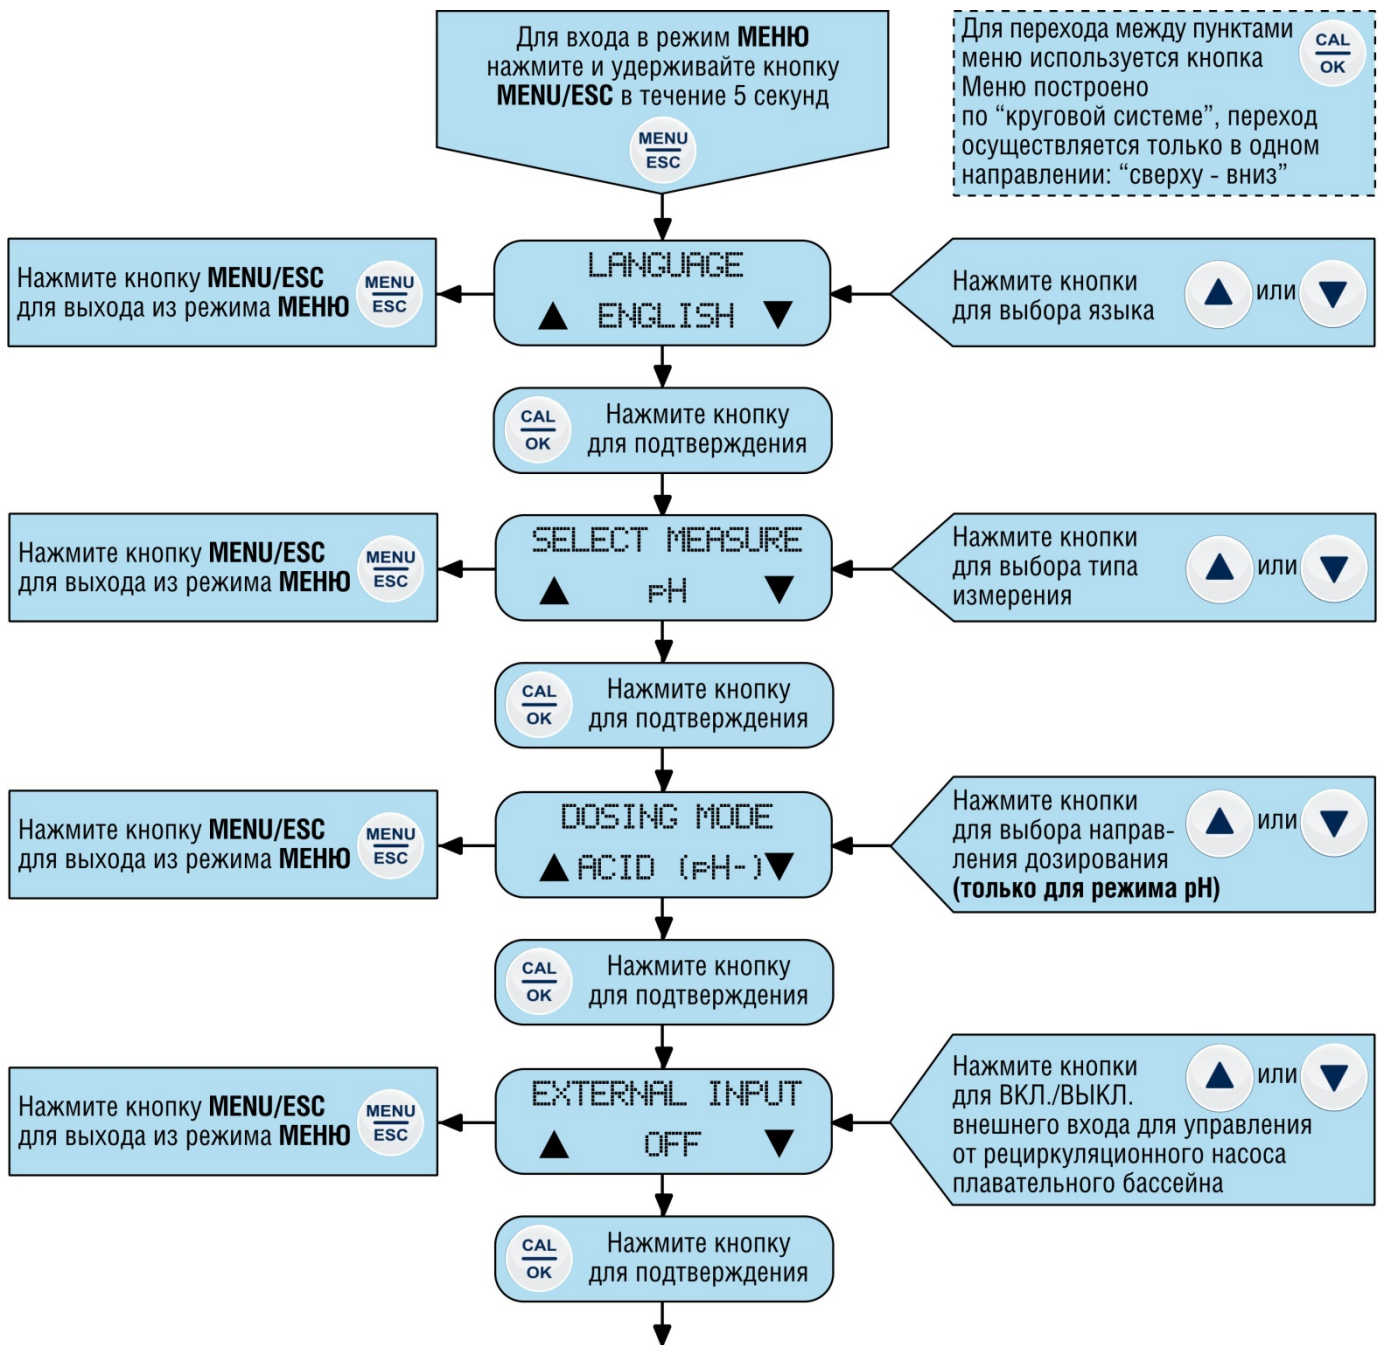 Для входа в режим МЕНЮ
нажмите и удерживайте кнопку
MENU/ESC в течение 5 секунд
MENU
ESC
Для перехода между пунктами
меню используется кнопка
Меню построено
по “круговой системе”, переход
осуществляется только в одном
направлении: “сверху - вниз”
CAL
OK
Нажмите кнопку MENU/ESC
для выхода из режима МЕНЮ
MENU
ESC
LANGUAGE
▲ ENGLISH ▼
Нажмите кнопки
для выбора языка
▲ или ▼
CAL
OK
Нажмите кнопку
для подтверждения
Нажмите кнопку MENU/ESC
для выхода из режима МЕНЮ
MENU
ESC
SELECT MEASURE
▲ pH ▼
Нажмите кнопки
для выбора типа
измерения
▲ или ▼
CAL
OK
Нажмите кнопку
для подтверждения
Нажмите кнопку MENU/ESC
для выхода из режима МЕНЮ
MENU
ESC
DOSING MODE
▲ ACID (pH-) ▼
Нажмите кнопки
для выбора направ-
ления дозирования
(только для режима pH)
▲ или ▼
CAL
OK
Нажмите кнопку
для подтверждения
Нажмите кнопку MENU/ESC
для выхода из режима МЕНЮ
MENU
ESC
EXTERNAL INPUT
▲ OFF ▼
Нажмите кнопки
для ВКЛ./ВЫКЛ.
внешнего входа для управления
от рециркуляционного насоса
плавательного бассейна
▲ или ▼
CAL
OK
Нажмите кнопку
для подтверждения